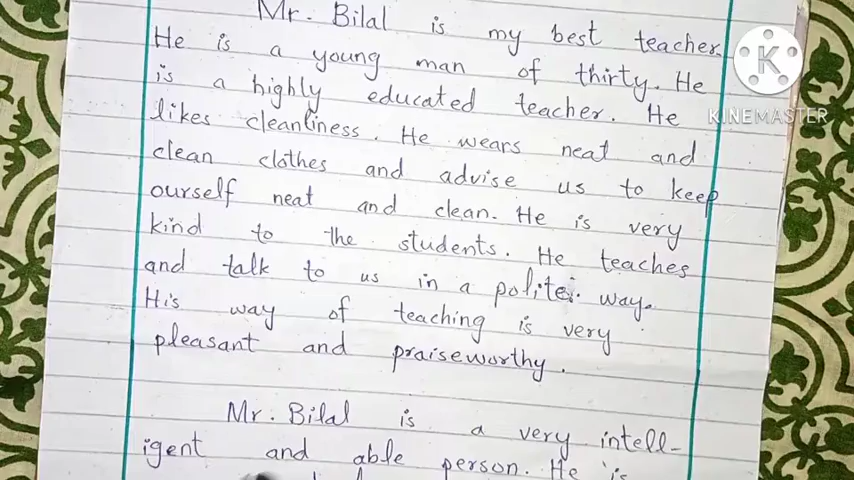 Mr. Bilal is my best teacher.
He is a young man of thirty. He
is a highly educated teacher. He
likes cleanliness. He wears neat and
clean clothes and advise us to keep
ourself neat and clean. He is very
kind to the students. He teaches
and talk to us in a polite way.
His way of teaching is very
pleasant and praiseworthy.
Mr. Bilal is a very intell-
igent and able person. He is
KINEMASTER